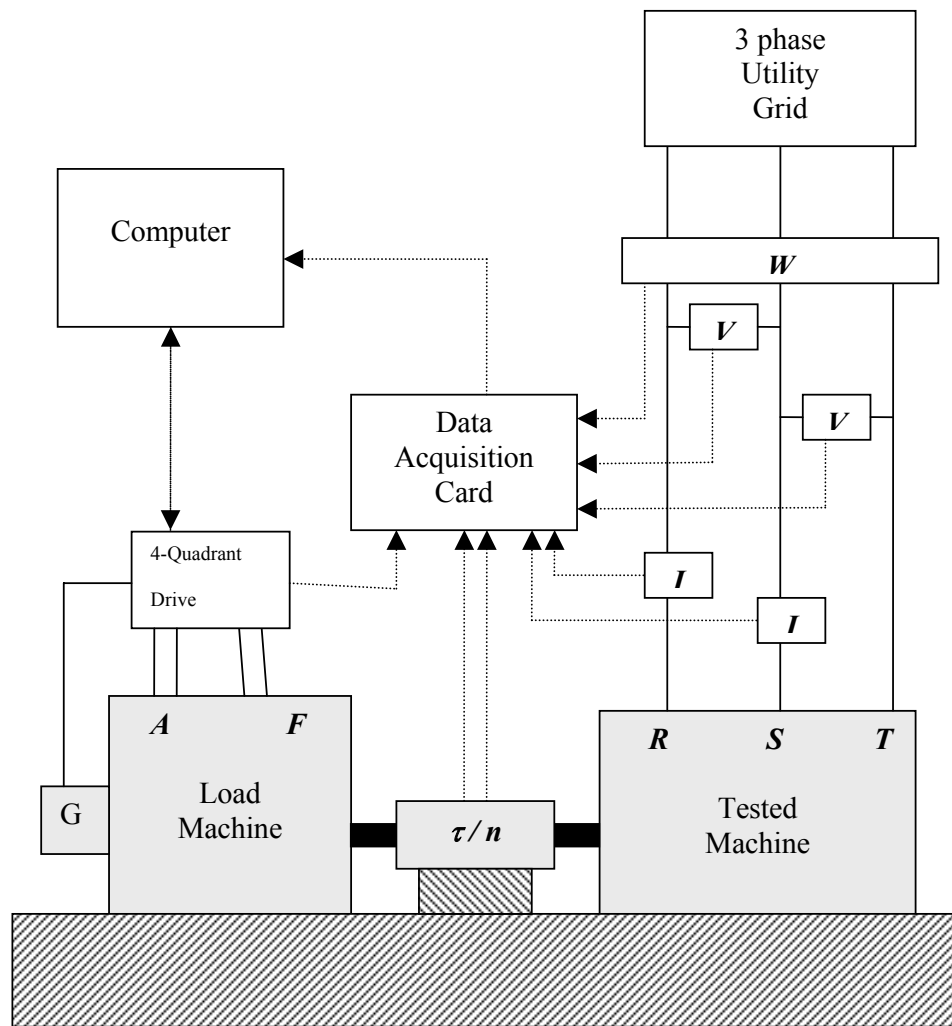 3 phase
Utility
Grid
Computer
W
V
V
Data
Acquisition
Card
4-Quadrant
Drive
I
I
A F
R S T
Load
Machine
G
τ / n
Tested
Machine